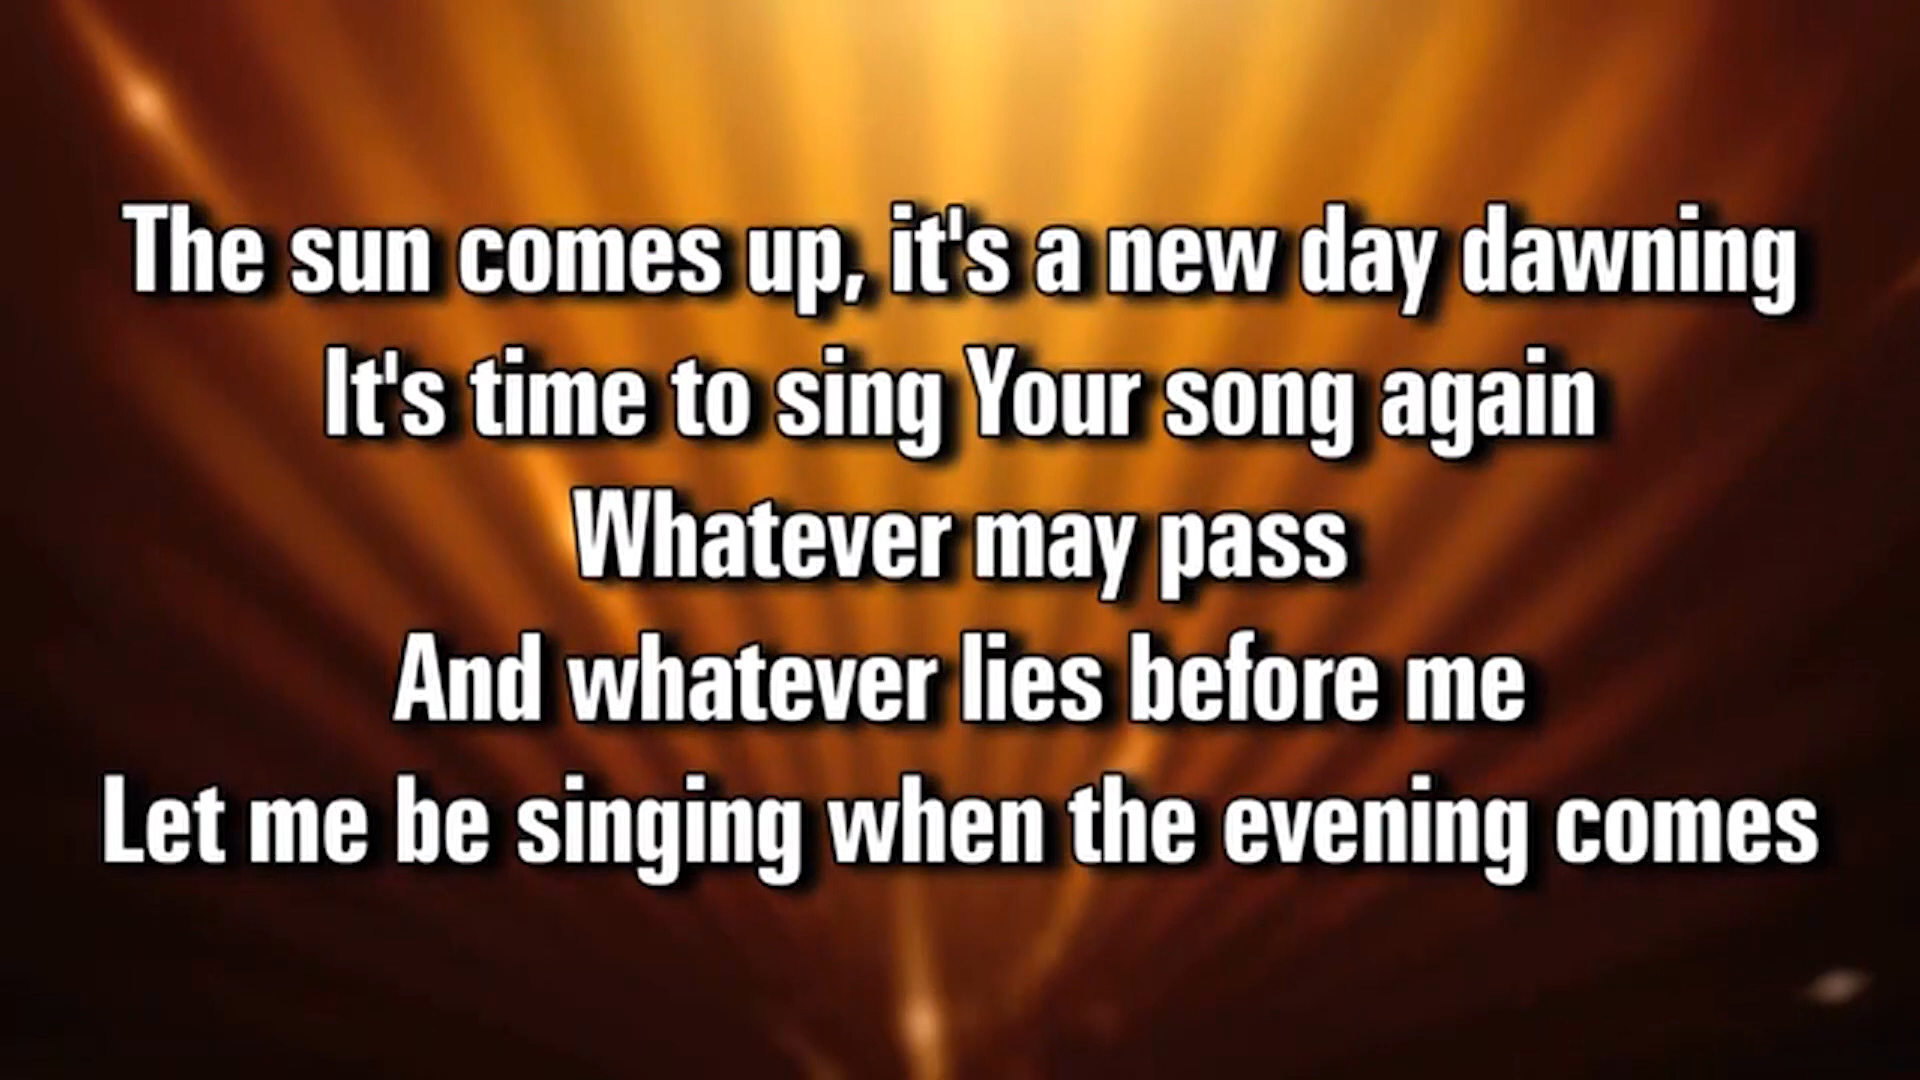 The sun comes up, it's a new day dawning
It's time to sing Your song again
Whatever may pass
And whatever lies before me
Let me be singing when the evening comes